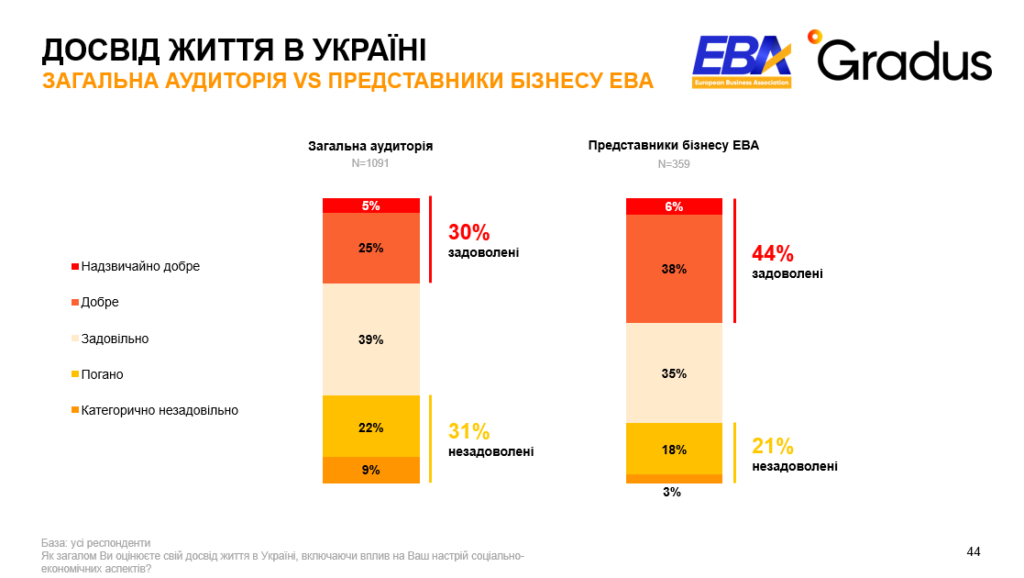 ДОСВІД ЖИТТЯ В УКРАЇНІ
ЗАГАЛЬНА АУДИТОРІЯ VS ПРЕДСТАВНИКИ БІЗНЕСУ ЕВА
EBA
European Business Association
Gradus
Загальна аудиторія
N=1091
Представники бізнесу ЕВА
N=359
Надзвичайно добре
Добре
Задовільно
Погано
Категорично незадовільно
5%
25%
39%
22%
9%
30%
задоволені
31%
незадоволені
6%
38%
35%
18%
3%
44%
задоволені
21%
незадоволені
База: усі респонденти
Як загалом Ви оцінюєте свій досвід життя в Україні, включаючи вплив на Ваш настрій соціально-
економічних аспектів?
44